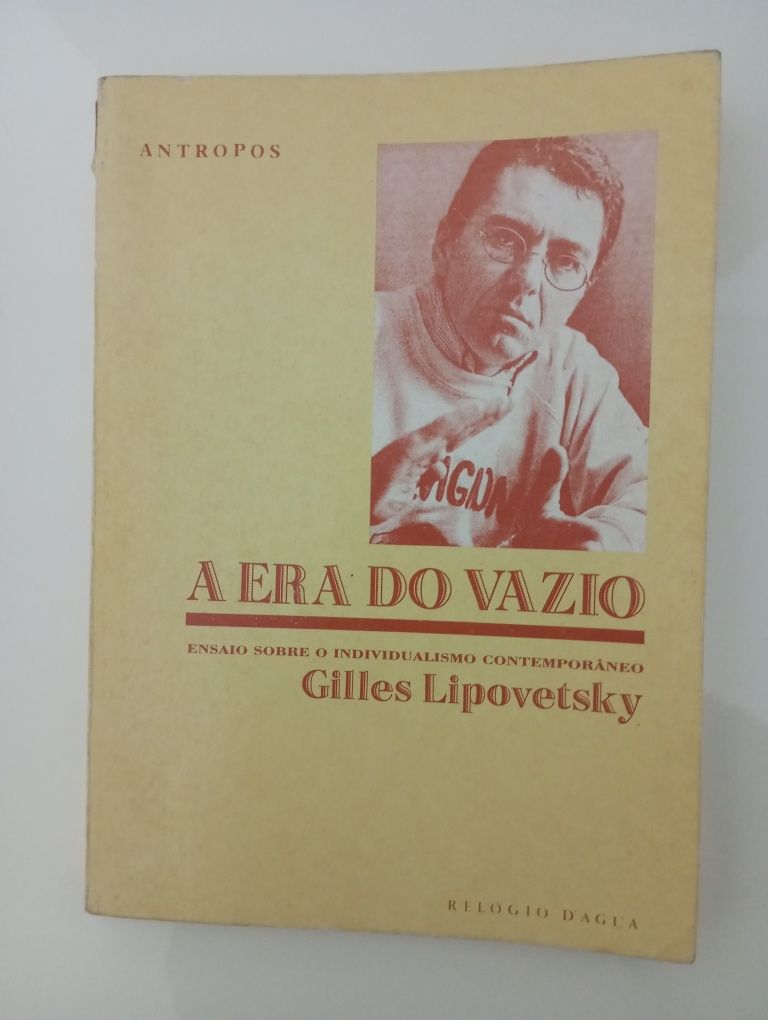 ANTROPOS
A ERA DO VAZIO
ENSAIO SOBRE O INDIVIDUALISMO CONTEMPORÂNEO
Gilles Lipovetsky
RELÓGIO D'ÁGUA